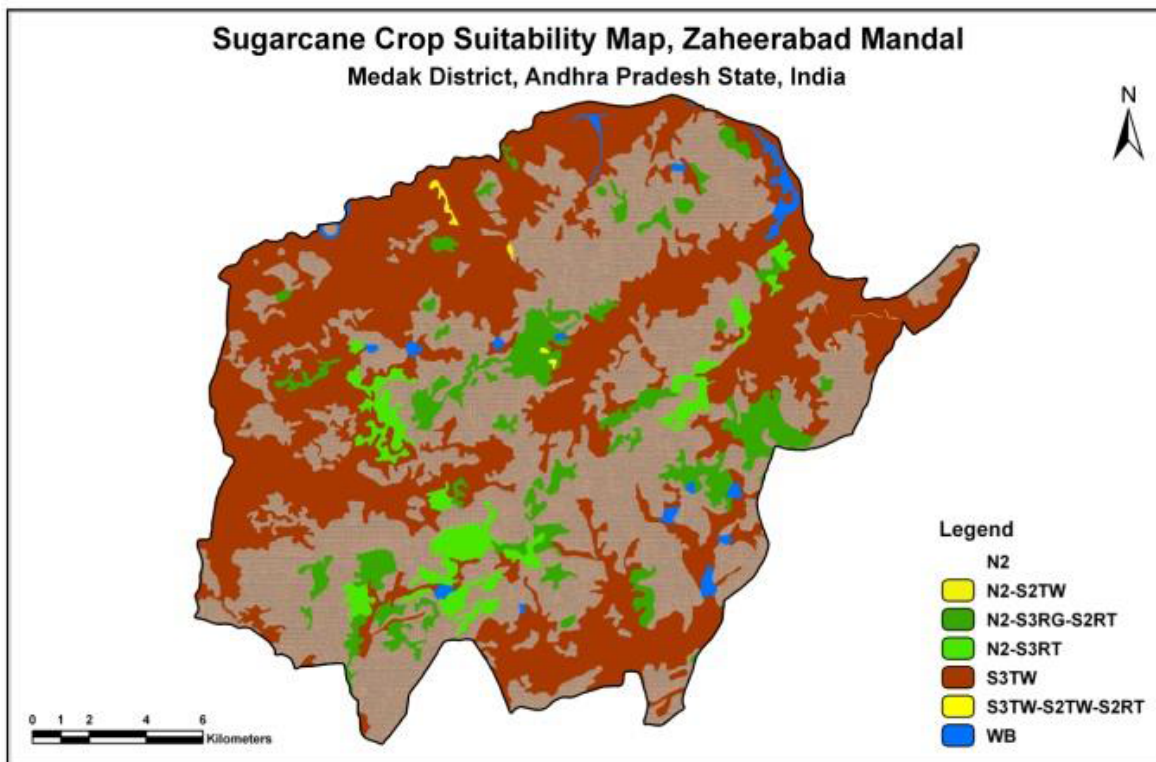 Sugarcane Crop Suitability Map, Zaheerabad Mandal
Medak District, Andhra Pradesh State, India
N
Legend
N2
N2-S2TW
N2-S3RG-S2RT
N2-S3RT
S3TW
S3TW-S2TW-S2RT
WB
0 1 2 4 6
Kilometers